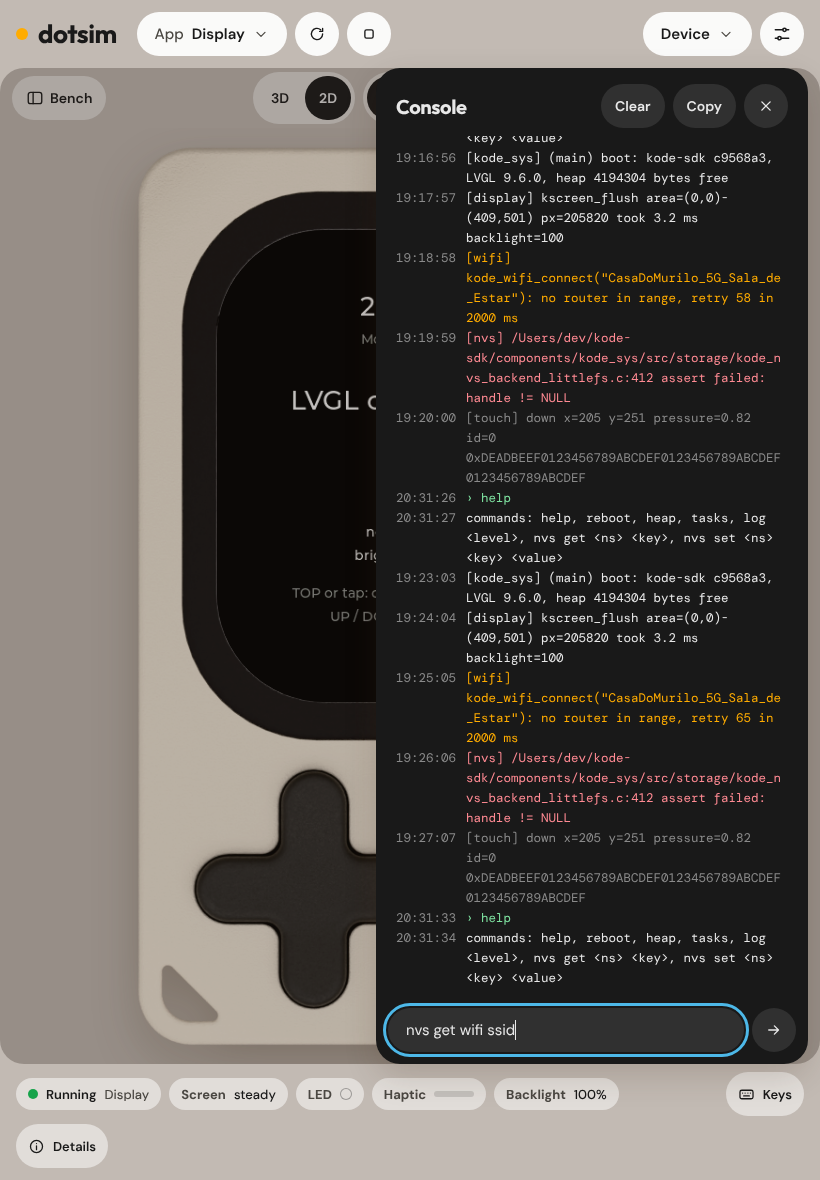 dotsim
App Display
Device
Bench
3D
2D
Console
Clear
Copy
<key> <value>
19:16:56 [kode_sys] (main) boot: kode-sdk c9568a3,
LVGL 9.6.0, heap 4194304 bytes free
19:17:57 [display] kscreen_flush area=(0,0)-
(409,501) px=205820 took 3.2 ms
backlight=100
19:18:58 [wifi]
kode_wifi_connect("CasaDoMurilo_5G_Sala_de
_Estar"): no router in range, retry 58 in
2000 ms
19:19:59 [nvs] /Users/dev/kode-
sdk/components/kode_sys/src/storage/kode_n
vs_backend_littlefs.c:412 assert failed:
handle != NULL
19:20:00 [touch] down x=205 y=251 pressure=0.82
id=0
0xDEADBEEF0123456789ABCDEF0123456789ABCDEF
0123456789ABCDEF
20:31:26 › help
20:31:27 commands: help, reboot, heap, tasks, log
<level>, nvs get <ns> <key>, nvs set <ns>
<key> <value>
19:23:03 [kode_sys] (main) boot: kode-sdk c9568a3,
LVGL 9.6.0, heap 4194304 bytes free
19:24:04 [display] kscreen_flush area=(0,0)-
(409,501) px=205820 took 3.2 ms
backlight=100
19:25:05 [wifi]
kode_wifi_connect("CasaDoMurilo_5G_Sala_de
_Estar"): no router in range, retry 65 in
2000 ms
19:26:06 [nvs] /Users/dev/kode-
sdk/components/kode_sys/src/storage/kode_n
vs_backend_littlefs.c:412 assert failed:
handle != NULL
19:27:07 [touch] down x=205 y=251 pressure=0.82
id=0
0xDEADBEEF0123456789ABCDEF0123456789ABCDEF
0123456789ABCDEF
20:31:33 › help
20:31:34 commands: help, reboot, heap, tasks, log
<level>, nvs get <ns> <key>, nvs set <ns>
<key> <value>
nvs get wifi ssid
2
Mo
LVGL
n
brig
TOP or tap:
UP / DO
Running Display
Screen steady
LED
Haptic
Backlight 100%
Keys
Details